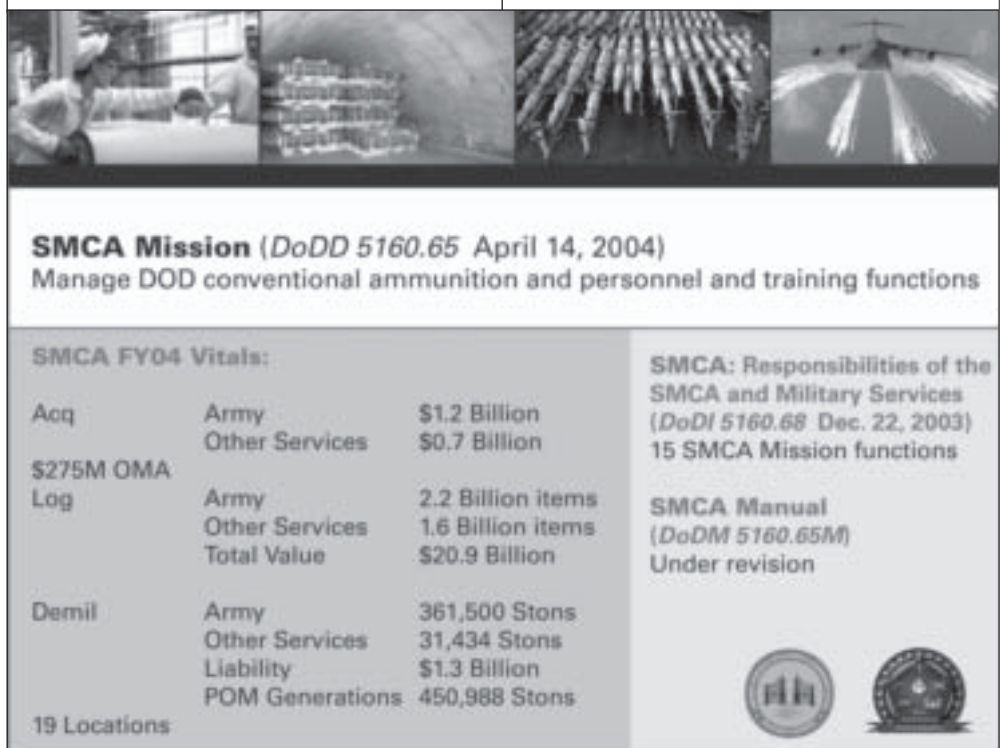 SMCA Mission (DoDD 5160.65 April 14, 2004)
Manage DOD conventional ammunition and personnel and training functions
SMCA FY04 Vitals:
Acq Army $1.2 Billion
Other Services $0.7 Billion
$275M OMA
Log Army 2.2 Billion items
Other Services 1.6 Billion items
Total Value $20.9 Billion
Demil Army 361,500 Stons
Other Services 31,434 Stons
Liability $1.3 Billion
POM Generations 450,988 Stons
19 Locations
SMCA: Responsibilities of the
SMCA and Military Services
(DoDI 5160.68 Dec. 22, 2003)
15 SMCA Mission functions
SMCA Manual
(DoDM 5160.65M)
Under revision